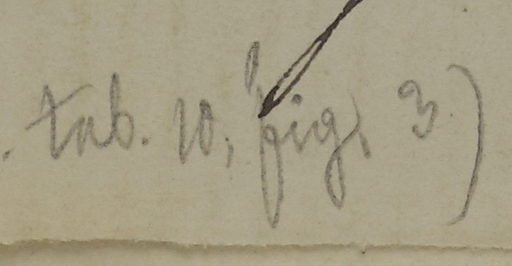 . tab. 10, fig. 3)